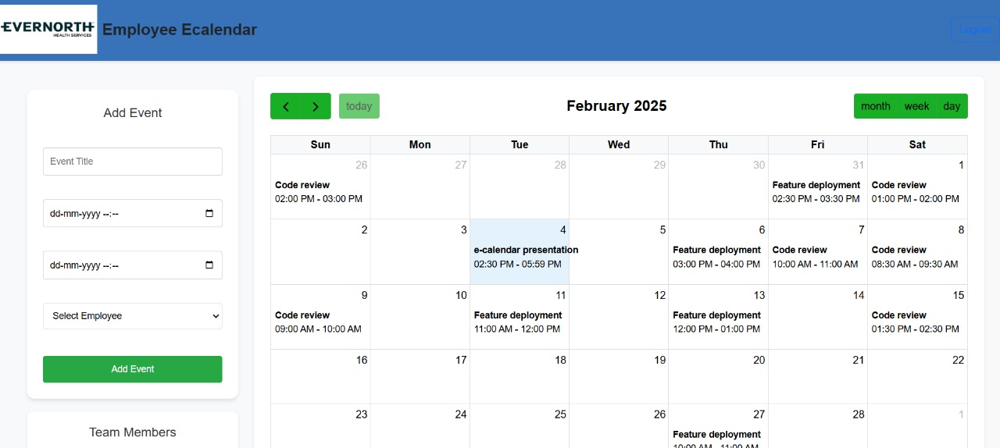 EVERNORTH
HEALTH SERVICES
Employee Ecalendar
Logout
Add Event
Event Title
dd-mm-yyyy --:--
dd-mm-yyyy --:--
Select Employee
Add Event
Team Members
today
February 2025
month week day
Sun Mon Tue Wed Thu Fri Sat
26 27 28 29 30 31 1
Code review Feature deployment Code review
02:00 PM - 03:00 PM 02:30 PM - 03:30 PM 01:00 PM - 02:00 PM
2 3 4 5 6 7 8
e-calendar presentation Feature deployment Code review Code review
02:30 PM - 05:59 PM 03:00 PM - 04:00 PM 10:00 AM - 11:00 AM 08:30 AM - 09:30 AM
9 10 11 12 13 14 15
Code review Feature deployment Feature deployment Code review
09:00 AM - 10:00 AM 11:00 AM - 12:00 PM 12:00 PM - 01:00 PM 01:30 PM - 02:30 PM
16 17 18 19 20 21 22
23 24 25 26 27 28 1
Feature deployment
10:00 AM - 11:00 AM